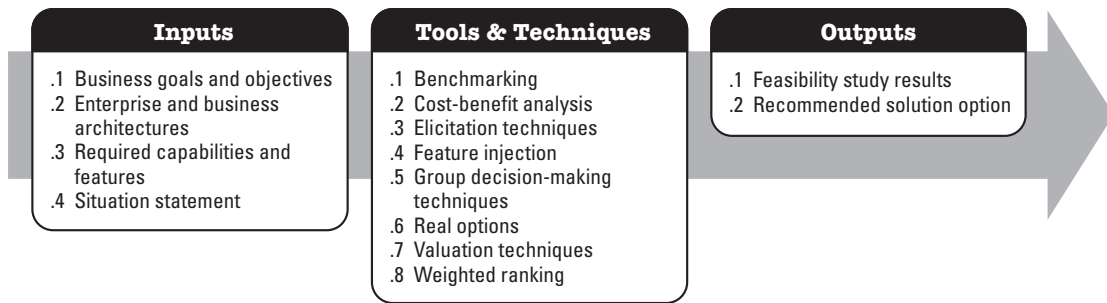 Inputs
.1 Business goals and objectives
.2 Enterprise and business
architectures
.3 Required capabilities and
features
.4 Situation statement
Tools & Techniques
.1 Benchmarking
.2 Cost-benefit analysis
.3 Elicitation techniques
.4 Feature injection
.5 Group decision-making
techniques
.6 Real options
.7 Valuation techniques
.8 Weighted ranking
Outputs
.1 Feasibility study results
.2 Recommended solution option